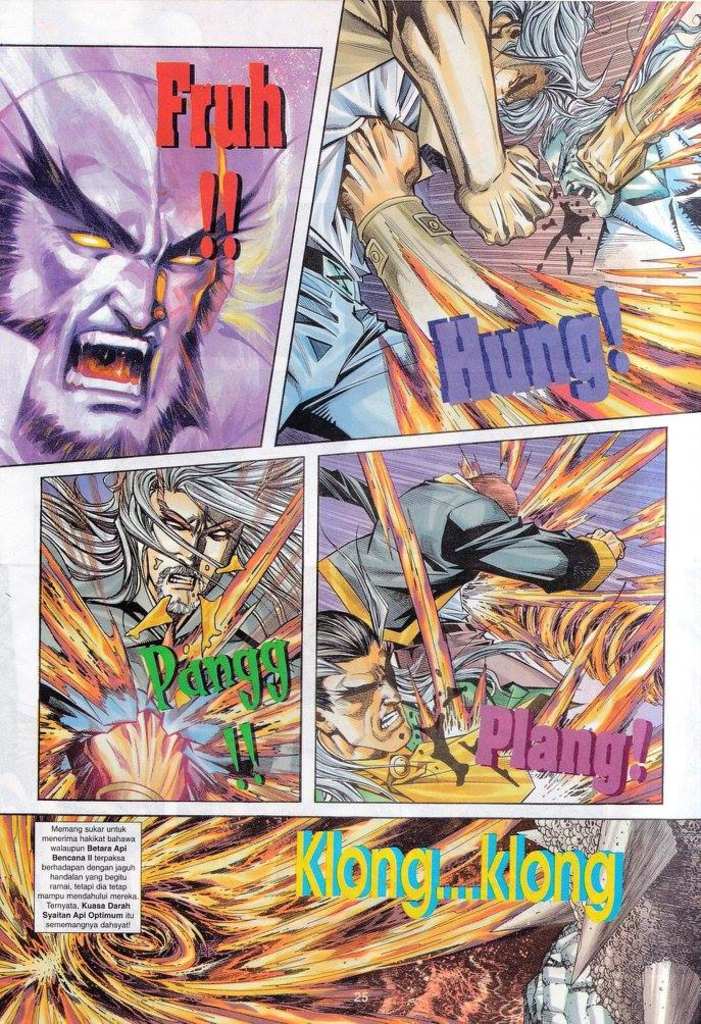 Fruh
!!
Hung!
Pangg
!!
Plang!
Memang sukar untuk
menerima hakikat bahawa
walaupun Betara Api
Bencana II terpaksa
berhadapan dengan jaguh
handalan yang begitu
ramai, tetapi dia tetap
mampu mendahului mereka.
Ternyata, Kuasa Darah
Syaitan Api Optimum itu
sememangnya dahsyat!
Klong...klong
25